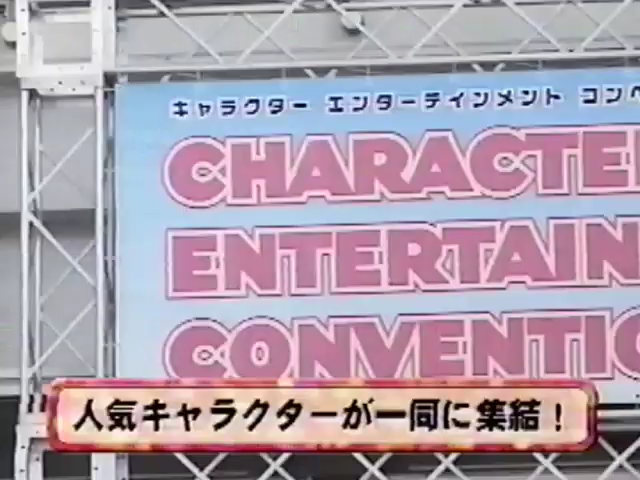 キャラクター エンターテインメント コンベ
CHARACTE
ENTERTAIN
CONVENTIO
人気キャラクターが一同に集結!